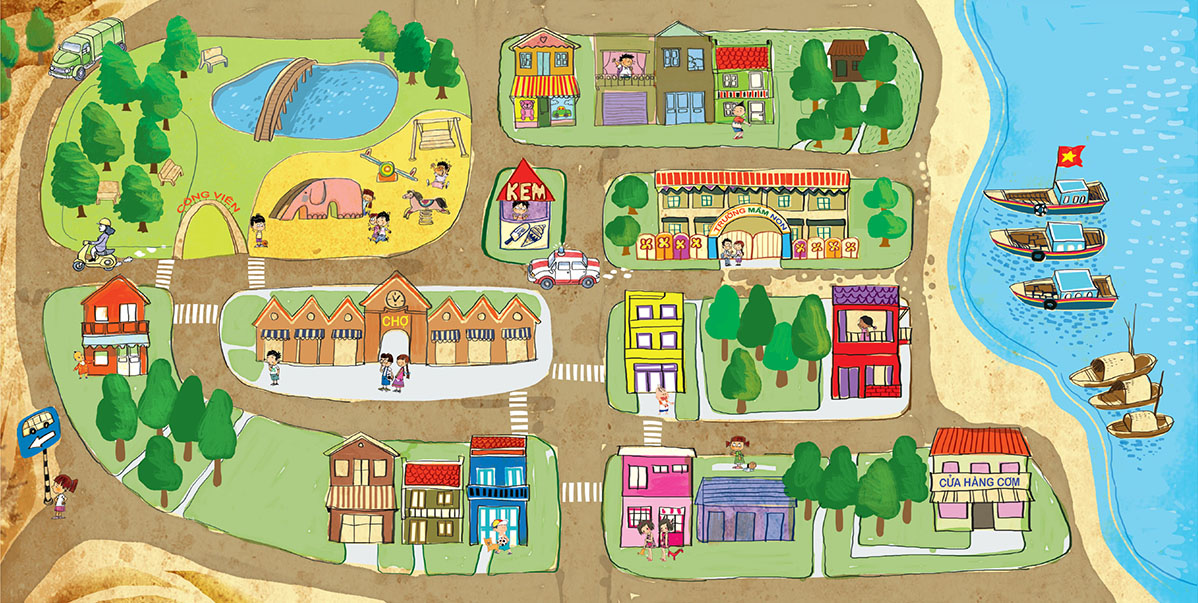 KEM
CÔNG VIÊN
TRƯỜNG MẦM NON
CHỢ
CỬA HÀNG CƠM